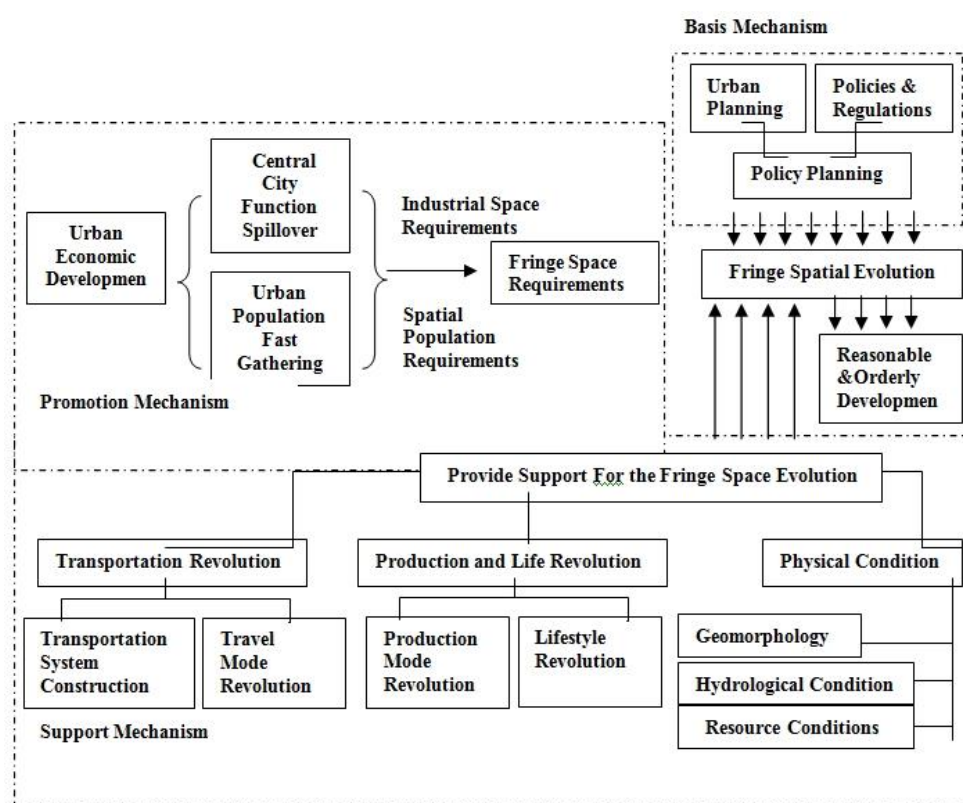 Basis Mechanism
Urban
Planning
Policies &
Regulations
Policy Planning
Fringe Spatial Evolution
Reasonable
&Orderly
Developmen
Urban
Economic
Developmen
Central
City
Function
Spillover
Urban
Population
Fast
Gathering
Industrial Space
Requirements
Spatial
Population
Requirements
Fringe Space
Requirements
Promotion Mechanism
Provide Support For the Fringe Space Evolution
Transportation Revolution
Production and Life Revolution
Physical Condition
Transportation
System
Construction
Travel
Mode
Revolution
Production
Mode
Revolution
Lifestyle
Revolution
Geomorphology
Hydrological Condition
Resource Conditions
Support Mechanism